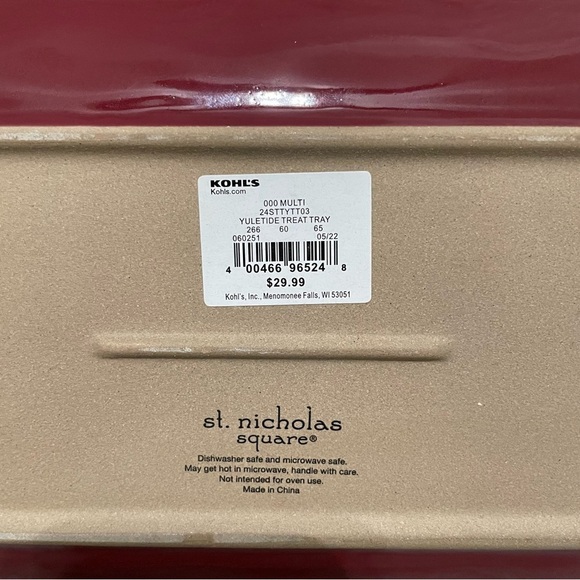 KOHL'S
Kohls.com
000 MULTI
24STTYTT03
YULETIDE TREAT TRAY
266 60 65
060251 05/22
4 00466 96524 8
$29.99
Kohl's, Inc., Menomonee Falls, WI 53051
st. nicholas
square®
Dishwasher safe and microwave safe.
May get hot in microwave, handle with care.
Not intended for oven use.
Made in China